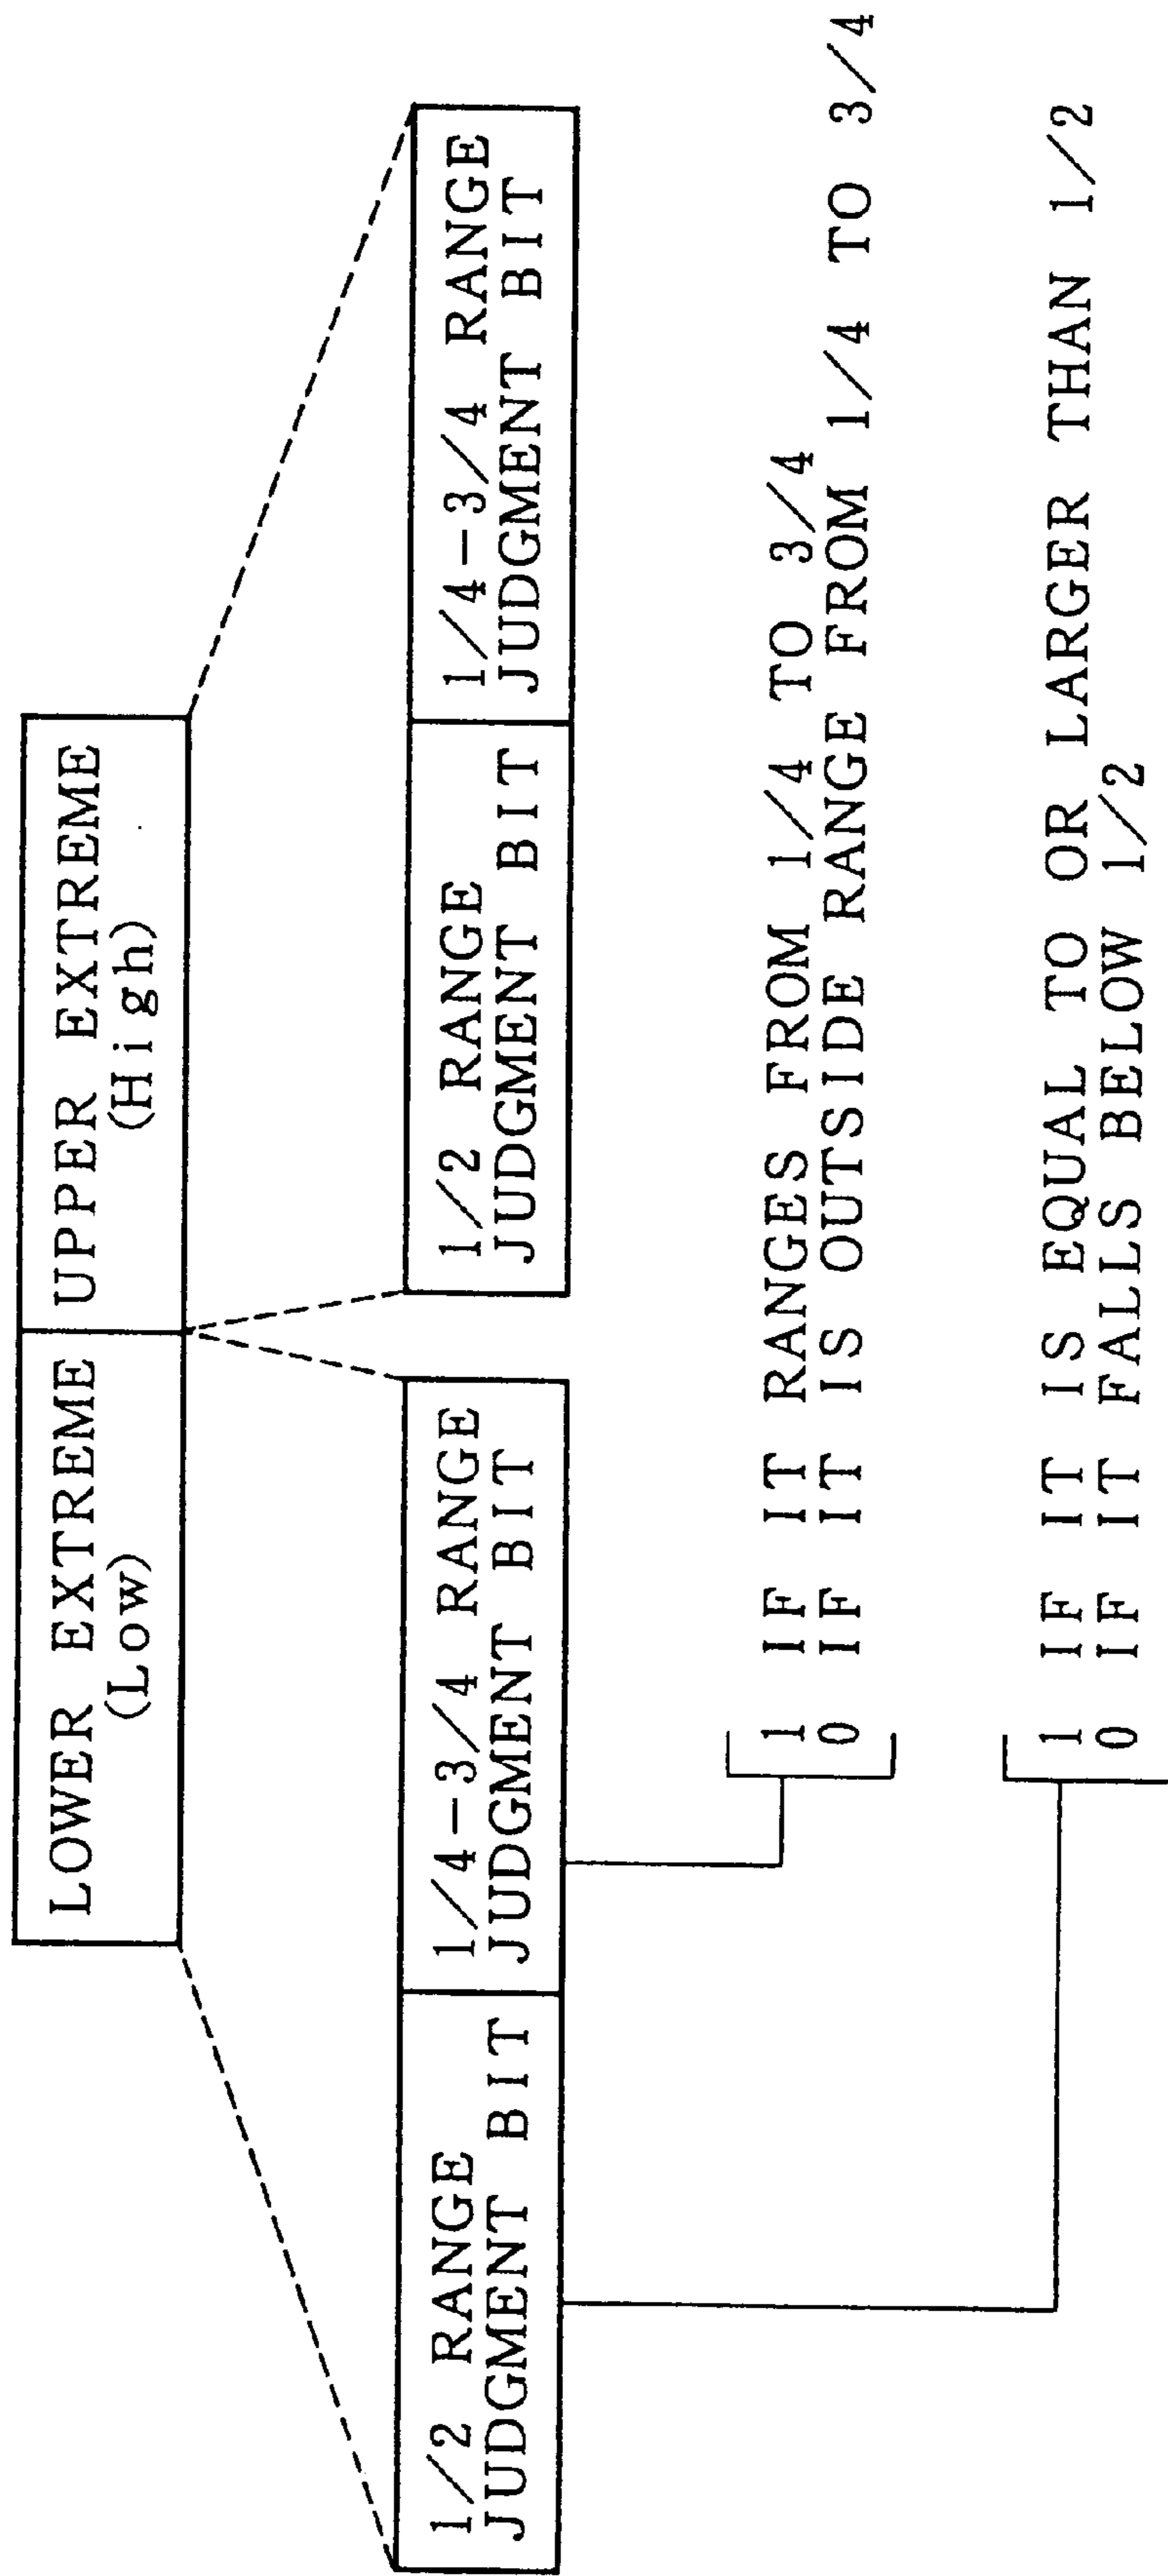 LOWER EXTREME
(Low)
UPPER EXTREME
(High)
1/2 RANGE
JUDGMENT BIT
1/4-3/4 RANGE
JUDGMENT BIT
1/2 RANGE
JUDGMENT BIT
1/4-3/4 RANGE
JUDGMENT BIT
1 IF IT RANGES FROM 1/4 TO 3/4
0 IF IT IS OUTSIDE RANGE FROM 1/4 TO 3/4
1 IF IT IS EQUAL TO OR LARGER THAN 1/2
0 IF IT FALLS BELOW 1/2